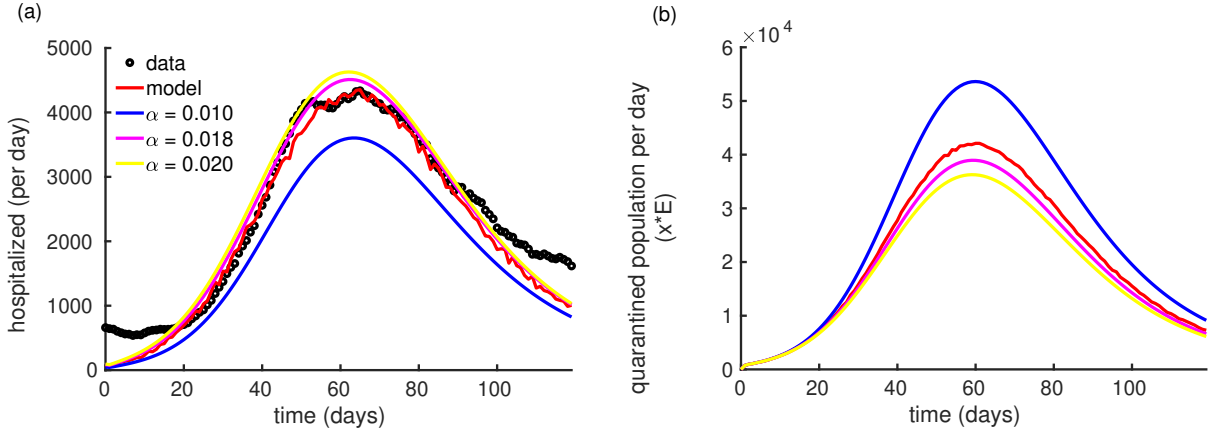 (a)
hospitalized (per day)
5000
4000
3000
2000
1000
0
data
model
α = 0.010
α = 0.018
α = 0.020
0 20 40 60 80 100
time (days)
(b)
×10⁴
quarantined population per day
(x*E)
6
5
4
3
2
1
0
0 20 40 60 80 100
time (days)